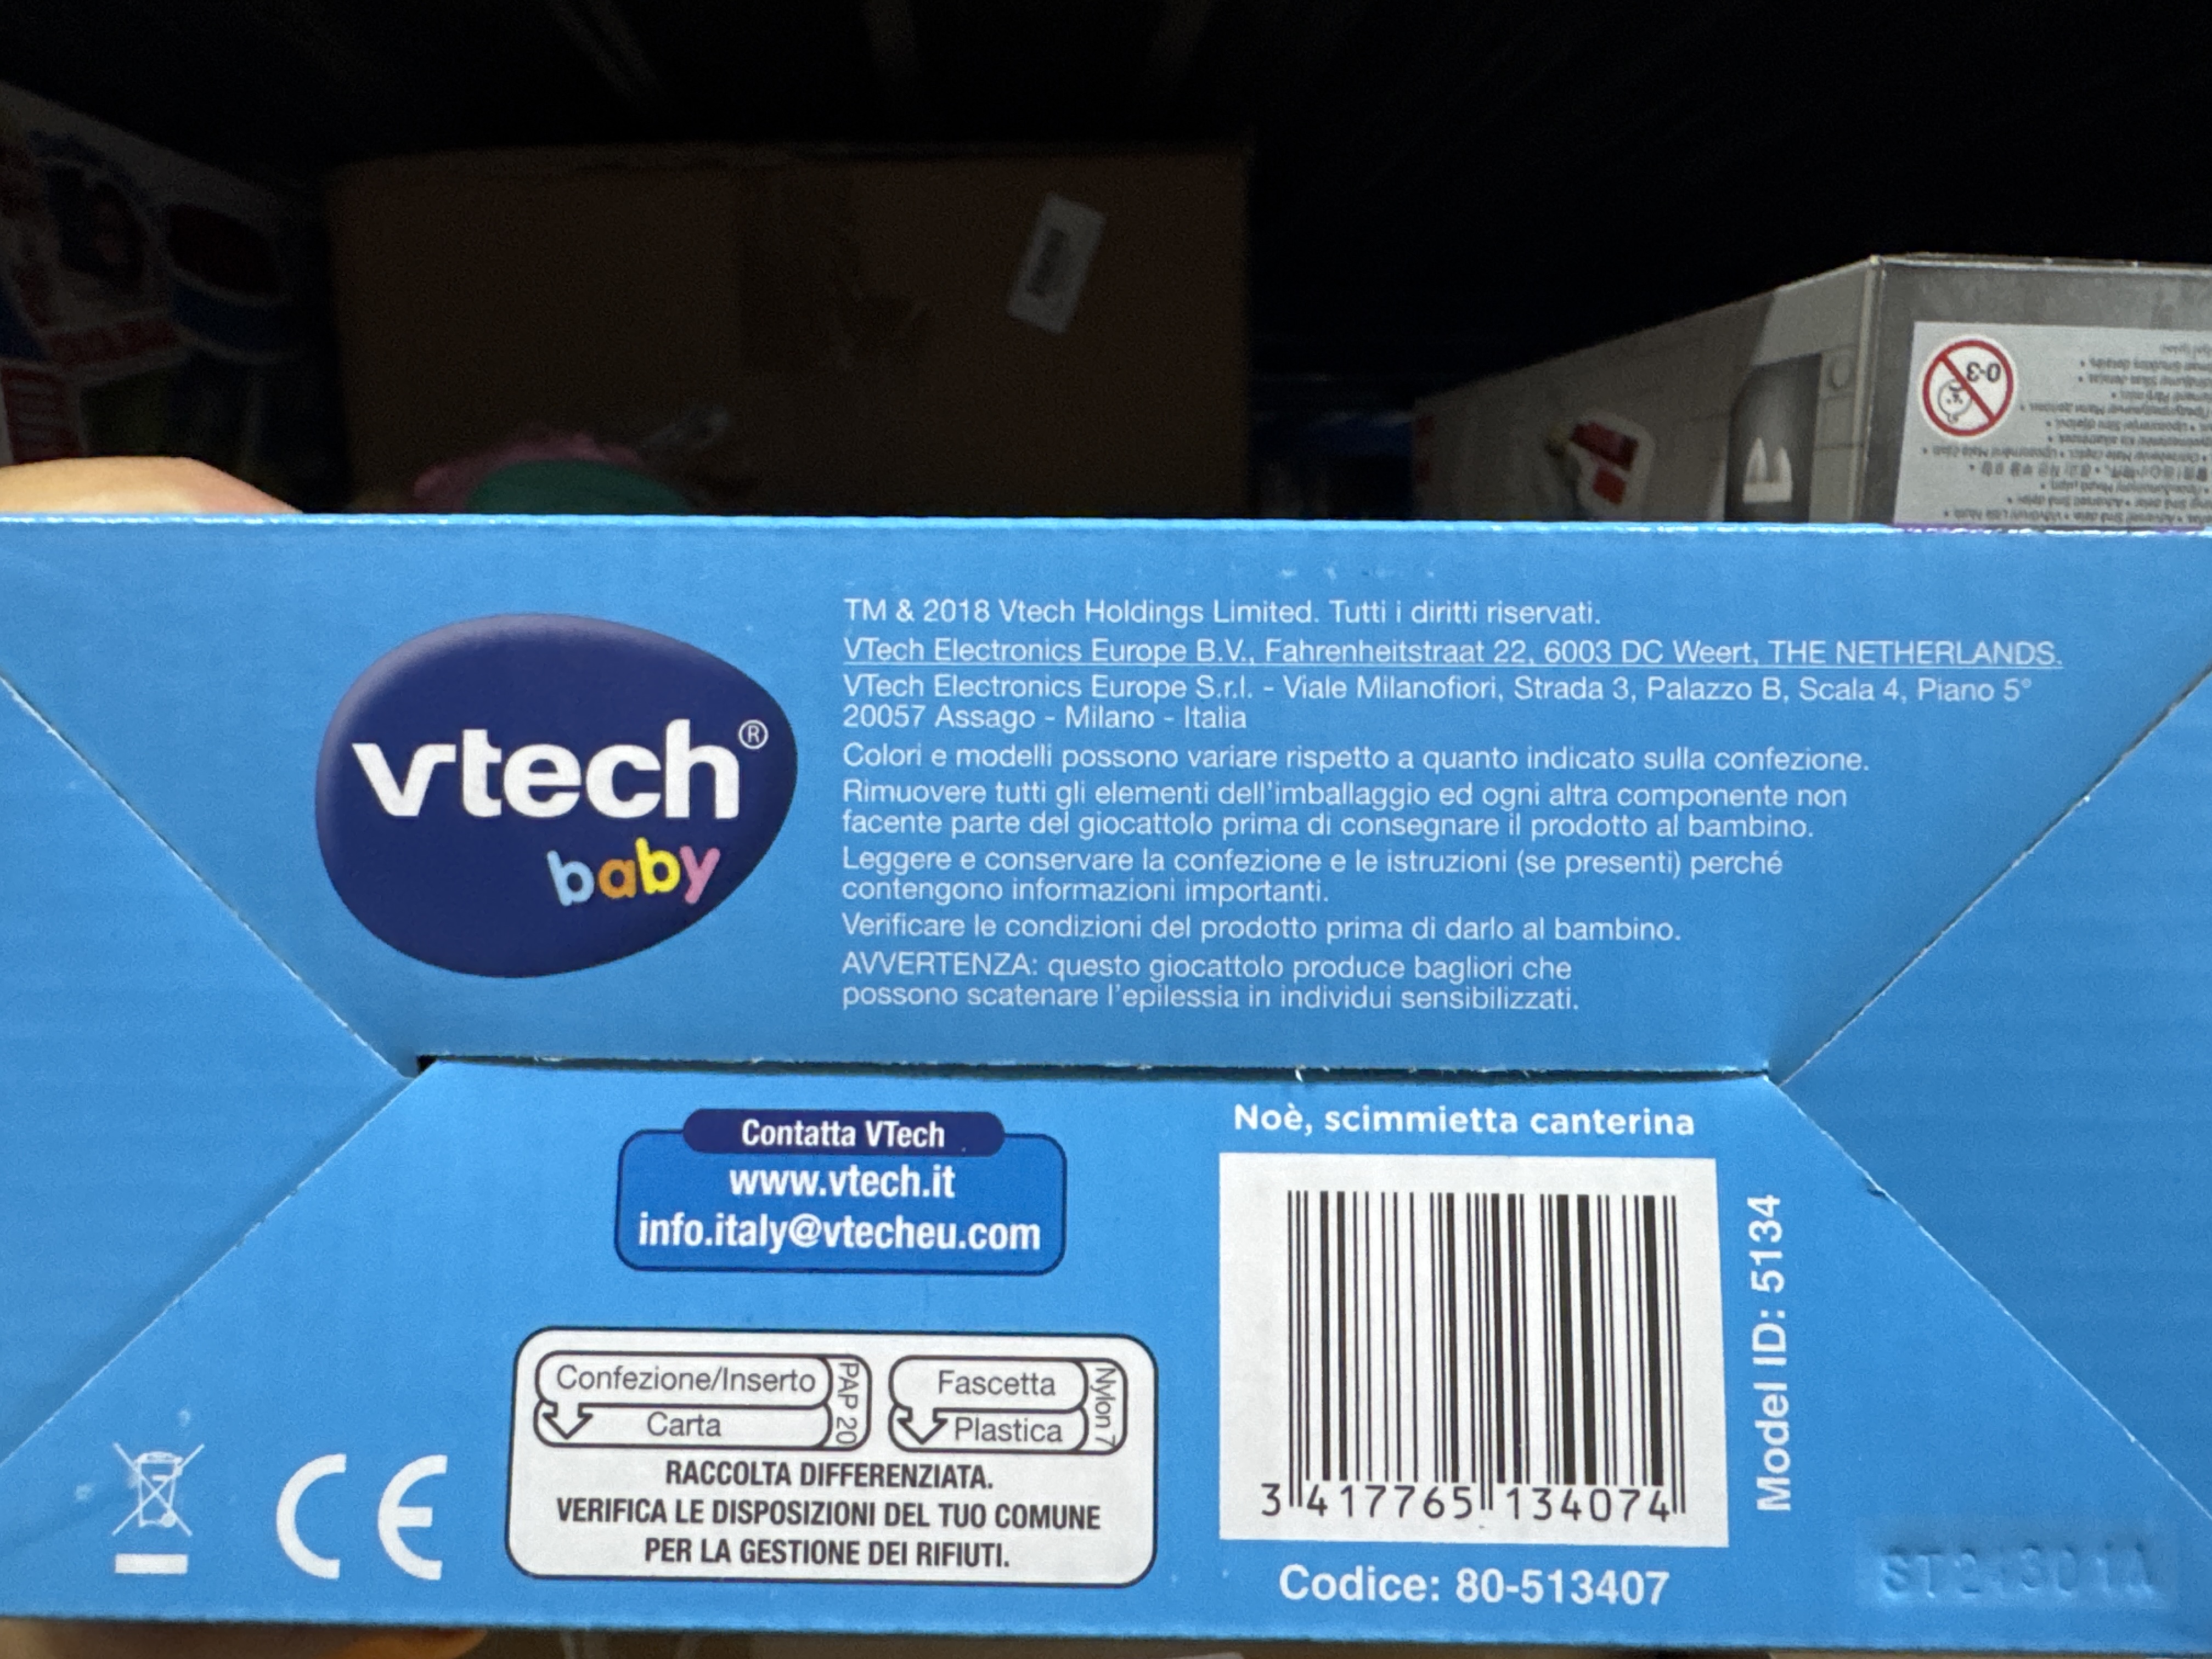 0-3
vtech®
baby
TM & 2018 Vtech Holdings Limited. Tutti i diritti riservati.
VTech Electronics Europe B.V., Fahrenheitstraat 22, 6003 DC Weert, THE NETHERLANDS.
VTech Electronics Europe S.r.l. - Viale Milanofiori, Strada 3, Palazzo B, Scala 4, Piano 5°
20057 Assago - Milano - Italia
Colori e modelli possono variare rispetto a quanto indicato sulla confezione.
Rimuovere tutti gli elementi dell'imballaggio ed ogni altra componente non
facente parte del giocattolo prima di consegnare il prodotto al bambino.
Leggere e conservare la confezione e le istruzioni (se presenti) perché
contengono informazioni importanti.
Verificare le condizioni del prodotto prima di darlo al bambino.
AVVERTENZA: questo giocattolo produce bagliori che
possono scatenare l'epilessia in individui sensibilizzati.
Contatta VTech
www.vtech.it
info.italy@vtecheu.com
Confezione/Inserto
Carta
PAP 20
Fascetta
Plastica
Nylon 7
RACCOLTA DIFFERENZIATA.
VERIFICA LE DISPOSIZIONI DEL TUO COMUNE
PER LA GESTIONE DEI RIFIUTI.
CE
Noè, scimmietta canterina
3 417765 134074
Model ID: 5134
Codice: 80-513407